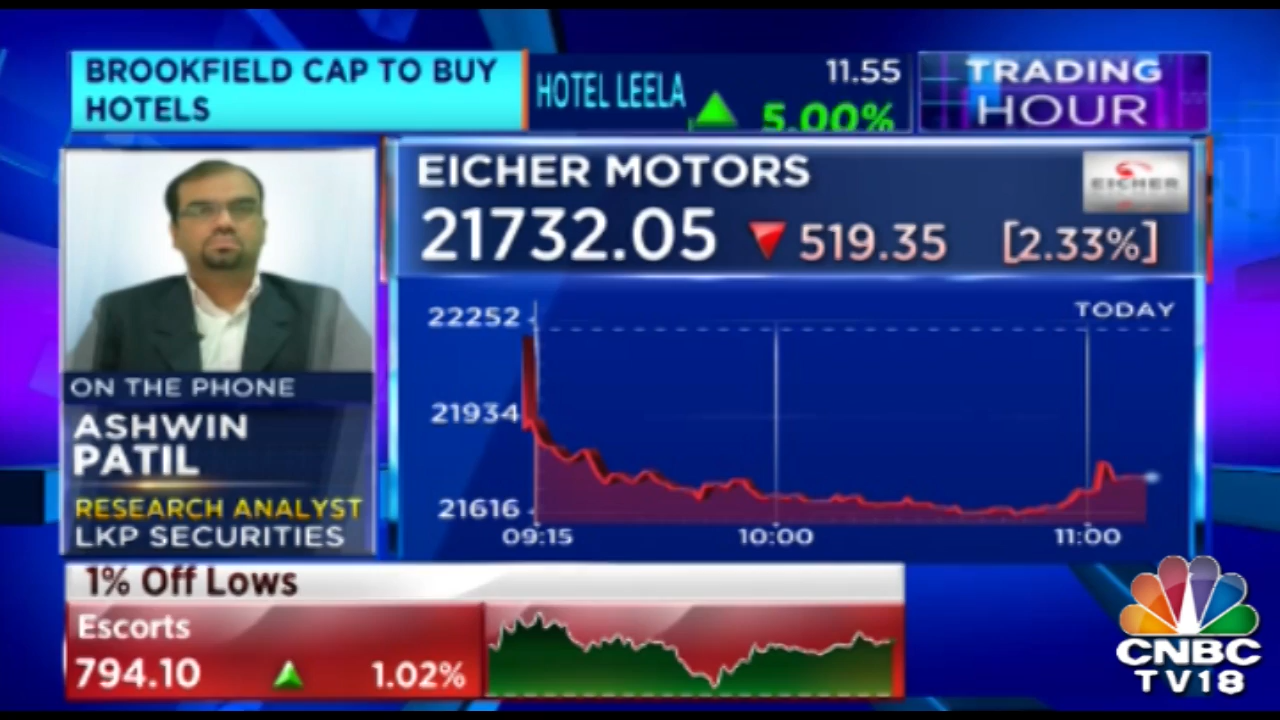 BROOKFIELD CAP TO BUY
HOTELS
HOTEL LEELA
11.55
5.00%
TRADING
HOUR
EICHER MOTORS
EICHER
21732.05 519.35 [2.33%]
TODAY
22252
21934
21616
09:15 10:00 11:00
ON THE PHONE
ASHWIN
PATIL
RESEARCH ANALYST
LKP SECURITIES
1% Off Lows
Escorts
794.10 1.02%
CNBC
TV18